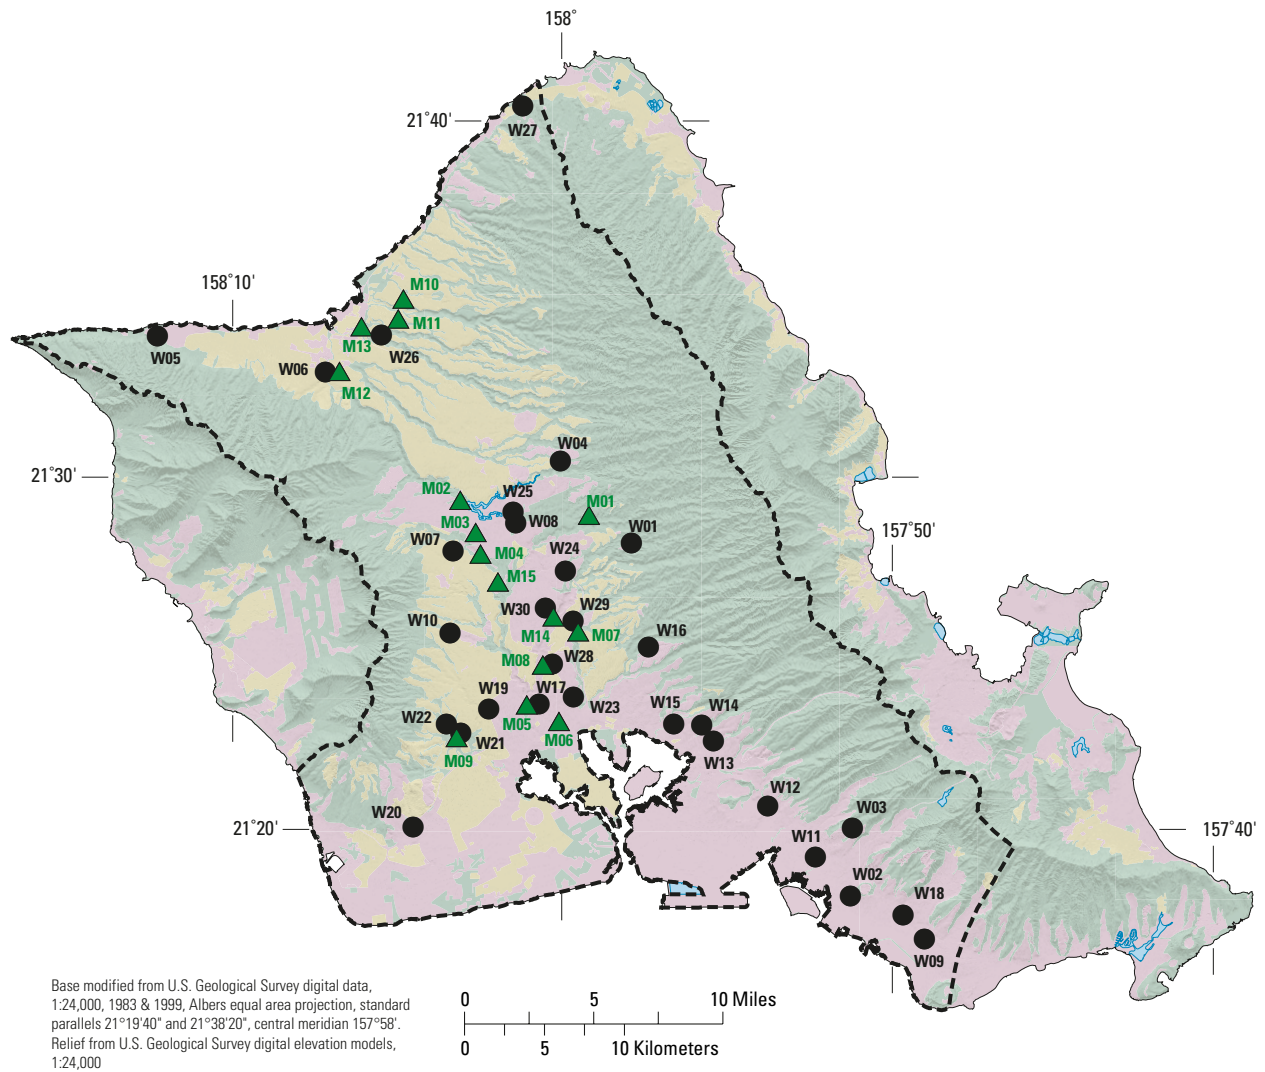 158°
W27
21°40'
158°10'
M10
M11
M13
W26
W05
W06
M12
W04
21°30'
M02
W25
M01
M03
W08
W01
157°50'
W07
M04
W24
M15
W30
W29
W10
M14
M07
W16
M08
W28
W19
W17
W23
W15
W14
W22
M05
M06
W21
W13
M09
W12
W20
W03
21°20'
157°40'
W11
W02
W18
W09
Base modified from U.S. Geological Survey digital data,
1:24,000, 1983 & 1999, Albers equal area projection, standard
parallels 21°19'40" and 21°38'20", central meridian 157°58'.
Relief from U.S. Geological Survey digital elevation models,
1:24,000
0 5 10 Miles
0 5 10 Kilometers